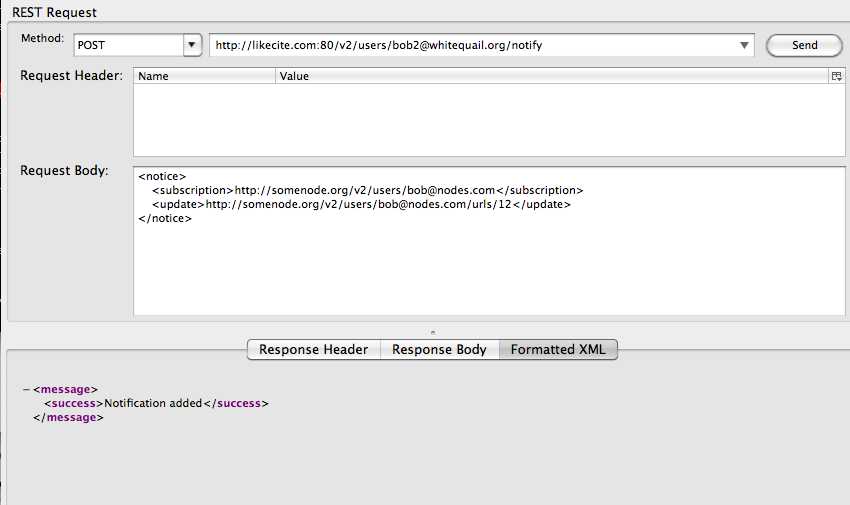 REST Request
Method: POST http://likecite.com:80/v2/users/bob2@whitequail.org/notify Send
Request Header: Name Value
Request Body:
<notice>
<subscription>http://somenode.org/v2/users/bob@nodes.com</subscription>
<update>http://somenode.org/v2/users/bob@nodes.com/urls/12</update>
</notice>
Response Header Response Body Formatted XML
– <message>
<success>Notification added</success>
</message>